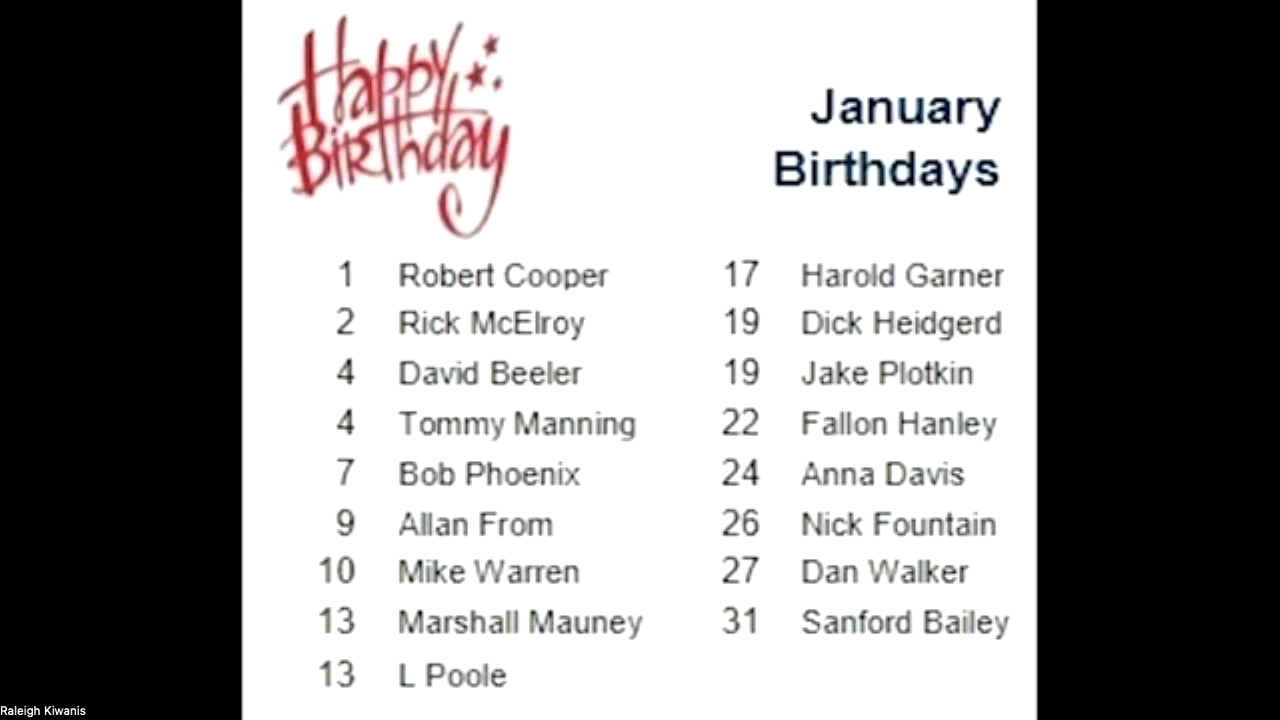 Happy
Birthday
January
Birthdays
1 Robert Cooper
2 Rick McElroy
4 David Beeler
4 Tommy Manning
7 Bob Phoenix
9 Allan From
10 Mike Warren
13 Marshall Mauney
13 L Poole
17 Harold Garner
19 Dick Heidgerd
19 Jake Plotkin
22 Fallon Hanley
24 Anna Davis
26 Nick Fountain
27 Dan Walker
31 Sanford Bailey
Raleigh Kiwanis